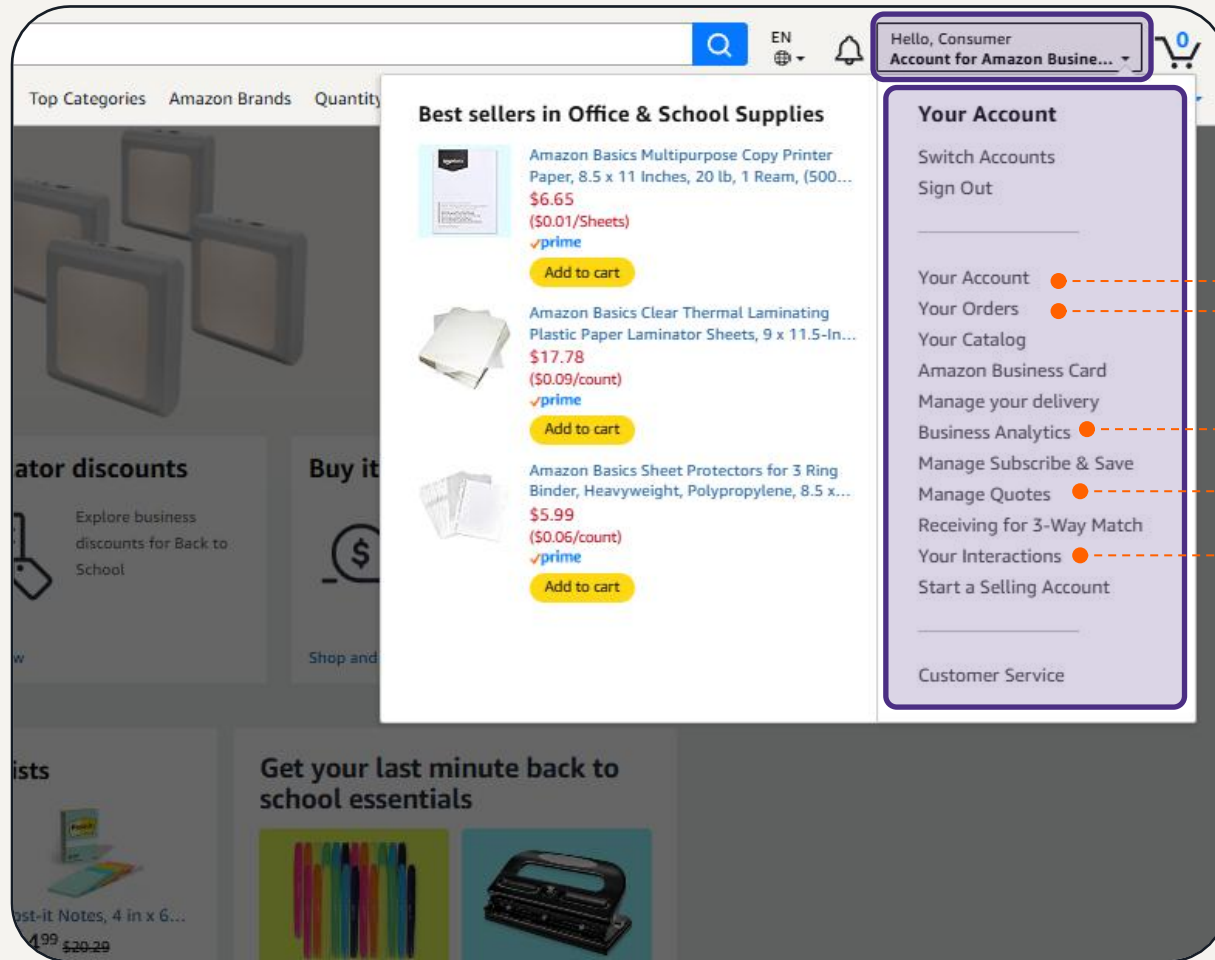 EN
Hello, Consumer
Account for Amazon Busine...
0
Top Categories Amazon Brands Quantity
Best sellers in Office & School Supplies
Amazon Basics Multipurpose Copy Printer
Paper, 8.5 x 11 Inches, 20 lb, 1 Ream, (500...
$6.65
($0.01/Sheets)
prime
Add to cart
Amazon Basics Clear Thermal Laminating
Plastic Paper Laminator Sheets, 9 x 11.5-In...
$17.78
($0.09/count)
prime
Add to cart
Amazon Basics Sheet Protectors for 3 Ring
Binder, Heavyweight, Polypropylene, 8.5 x...
$5.99
($0.06/count)
prime
Add to cart
Your Account
Switch Accounts
Sign Out
Your Account
Your Orders
Your Catalog
Amazon Business Card
Manage your delivery
Business Analytics
Manage Subscribe & Save
Manage Quotes
Receiving for 3-Way Match
Your Interactions
Start a Selling Account
Customer Service
ator discounts
Explore business
discounts for Back to
School
w
Buy it
$
Shop and
ists
Post-it
ost-it Notes, 4 in x 6...
4.99 $20.29
Get your last minute back to
school essentials